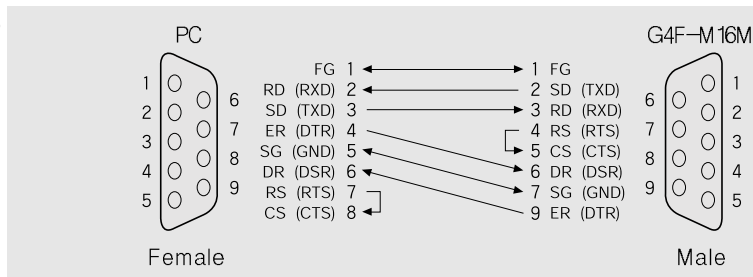 PC
G4F-M16M
1
2
3
4
5
6
7
8
9
FG 1
RD (RXD) 2
SD (TXD) 3
ER (DTR) 4
SG (GND) 5
DR (DSR) 6
RS (RTS) 7
CS (CTS) 8
1 FG
2 SD (TXD)
3 RD (RXD)
4 RS (RTS)
5 CS (CTS)
6 DR (DSR)
7 SG (GND)
9 ER (DTR)
6
7
8
9
1
2
3
4
5
Female
Male